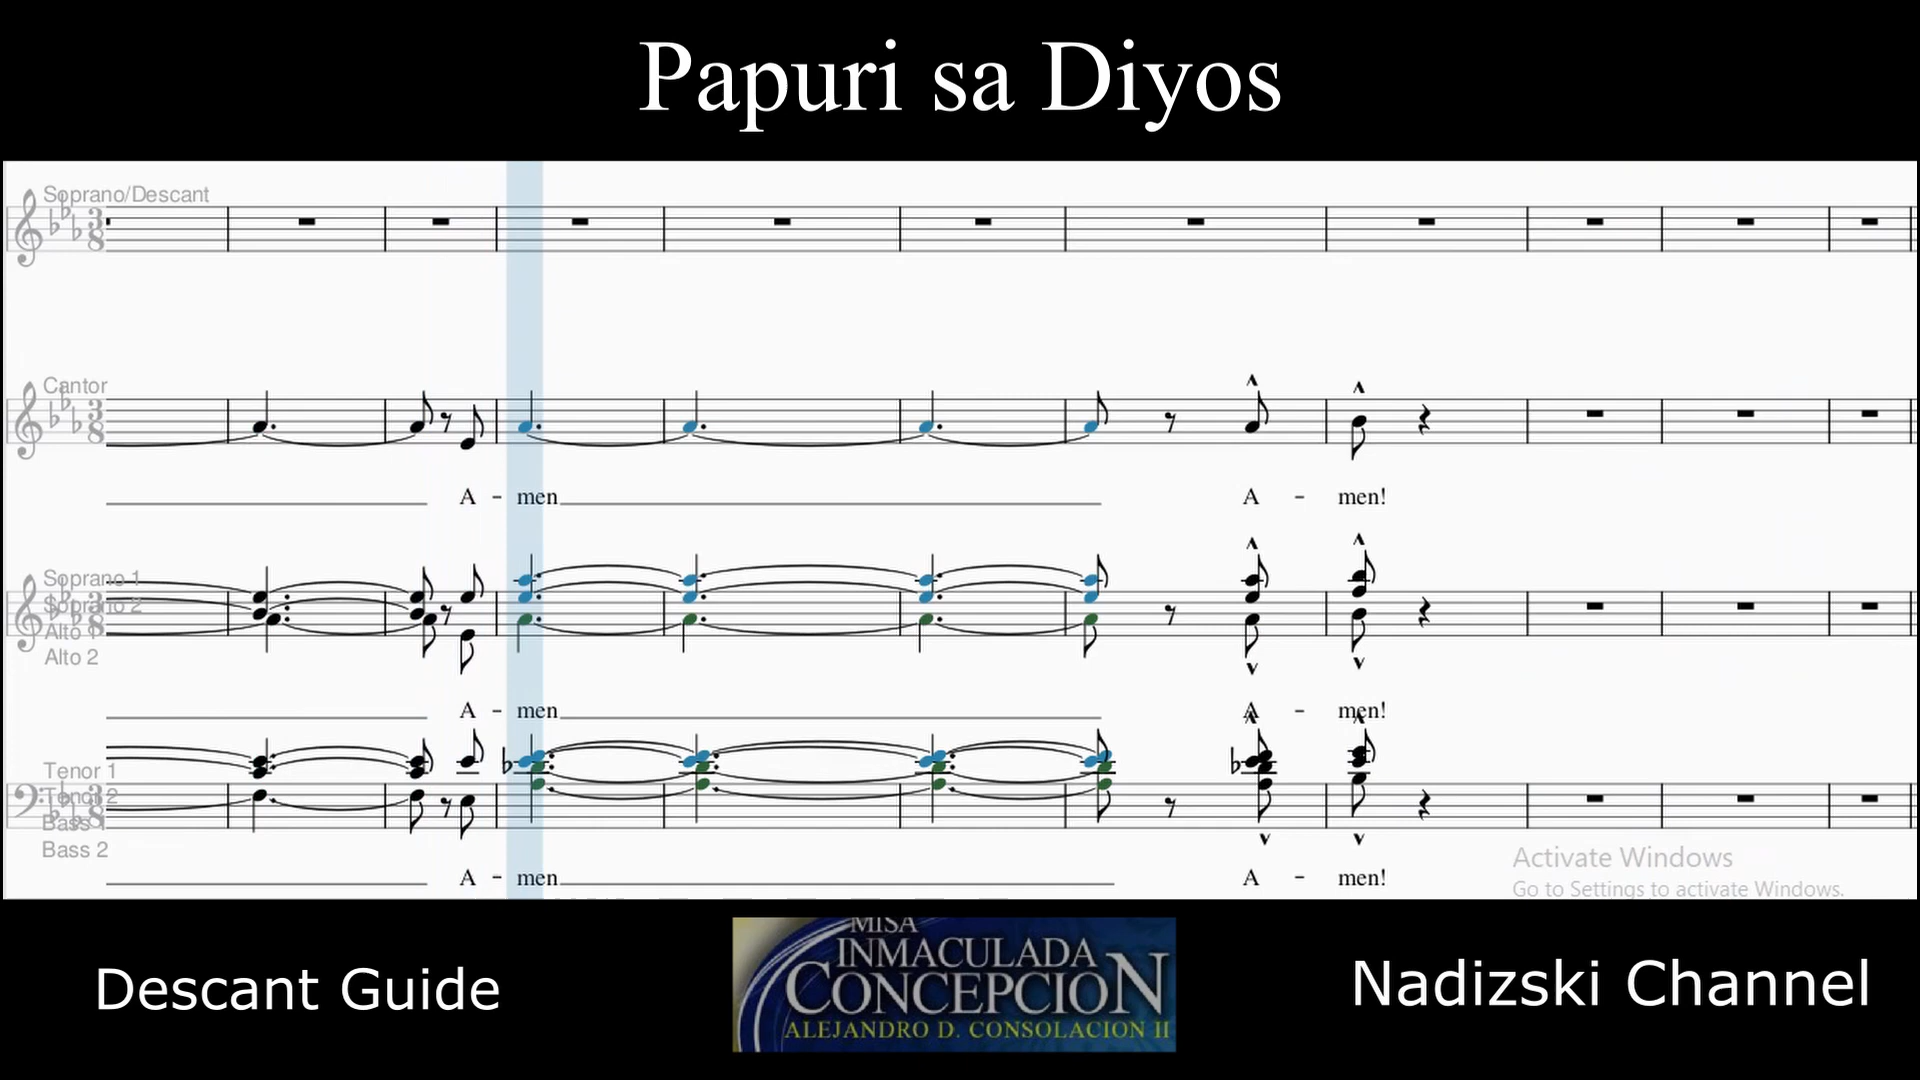 Papuri sa Diyos
Soprano/Descant
Cantor
A - men A - men!
Soprano 1
Soprano 2
Alto 1
Alto 2
A - men A - men!
Tenor 1
Tenor 2
Bass 1
Bass 2
A - men A - men!
Activate Windows
Go to Settings to activate Windows.
Descant Guide
MISA
INMACULADA
CONCEPCION
ALEJANDRO D. CONSOLACION II
Nadizski Channel